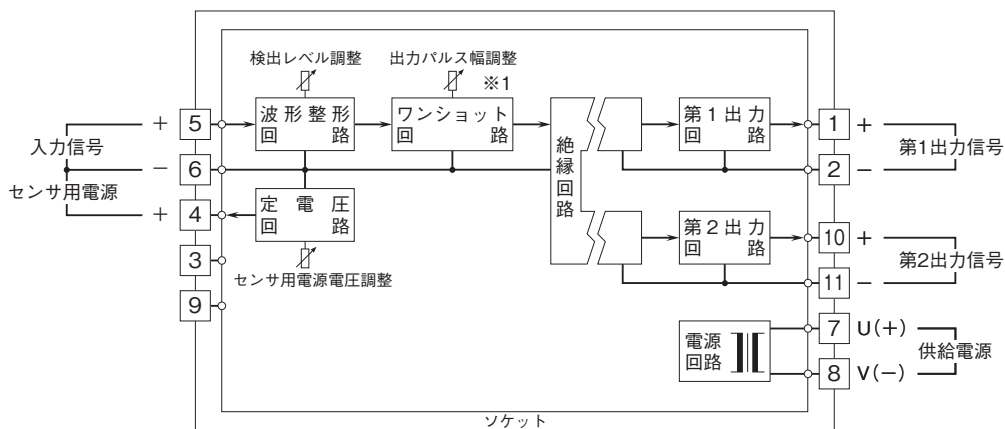 検出レベル調整
出力パルス幅調整
※1
波形整形
回路
ワンショット
回路
絶縁回路
第1出力
回路
第2出力
回路
定電圧
回路
センサ用電源電圧調整
電源
回路
ソケット
入力信号
センサ用電源
+ 5
− 6
+ 4
3
9
1 +
2 −
第1出力信号
10 +
11 −
第2出力信号
7 U(+)
8 V(−)
供給電源